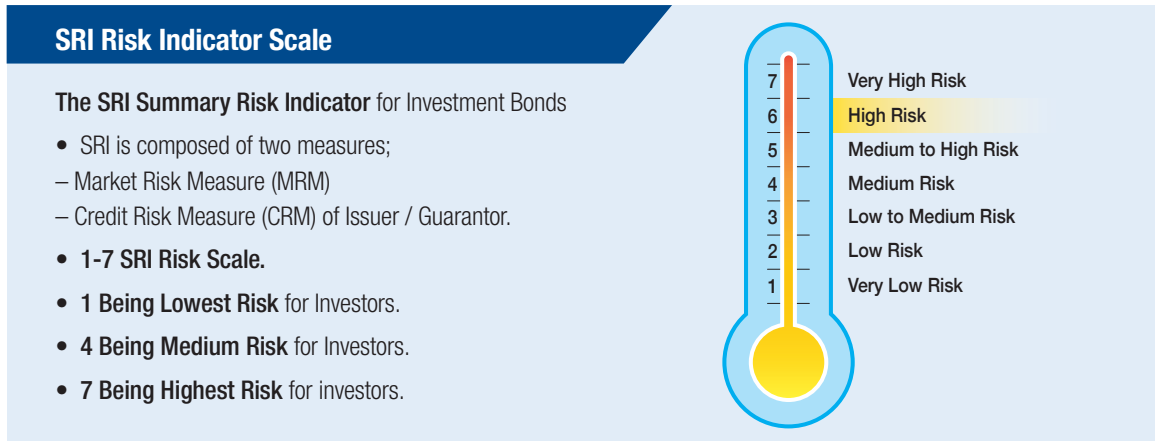 SRI Risk Indicator Scale
The SRI Summary Risk Indicator for Investment Bonds
• SRI is composed of two measures;
– Market Risk Measure (MRM)
– Credit Risk Measure (CRM) of Issuer / Guarantor.
• 1-7 SRI Risk Scale.
• 1 Being Lowest Risk for Investors.
• 4 Being Medium Risk for Investors.
• 7 Being Highest Risk for investors.
7 Very High Risk
6 High Risk
5 Medium to High Risk
4 Medium Risk
3 Low to Medium Risk
2 Low Risk
1 Very Low Risk